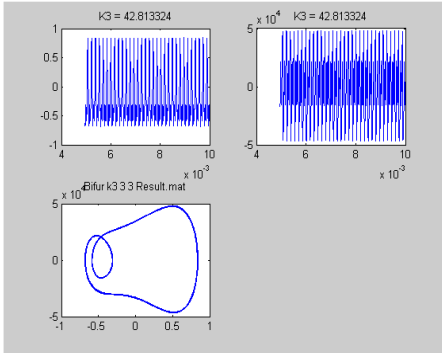 K3 = 42.813324
1
0.5
0
-0.5
-1
4 6 8 10
x 10^-3
K3 = 42.813324
x 10^4
5
0
-5
4 6 8 10
x 10^-3
Bifur k3 3 3 Result.mat
x 10^4
5
0
-5
-1 -0.5 0 0.5 1